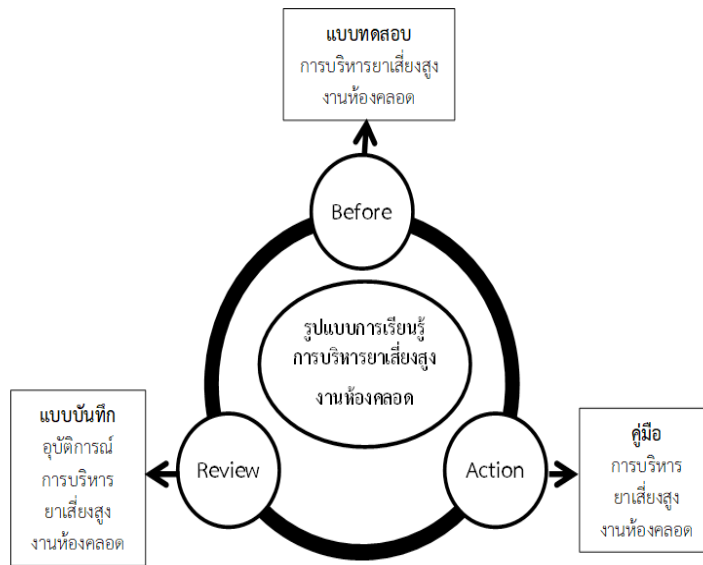 แบบทดสอบ
การบริหารยาเสี่ยงสูง
งานห้องคลอด
Before
รูปแบบการเรียนรู้
การบริหารยาเสี่ยงสูง
งานห้องคลอด
แบบบันทึก
อุบัติการณ์
การบริหาร
ยาเสี่ยงสูง
งานห้องคลอด
Review
Action
คู่มือ
การบริหาร
ยาเสี่ยงสูง
งานห้องคลอด